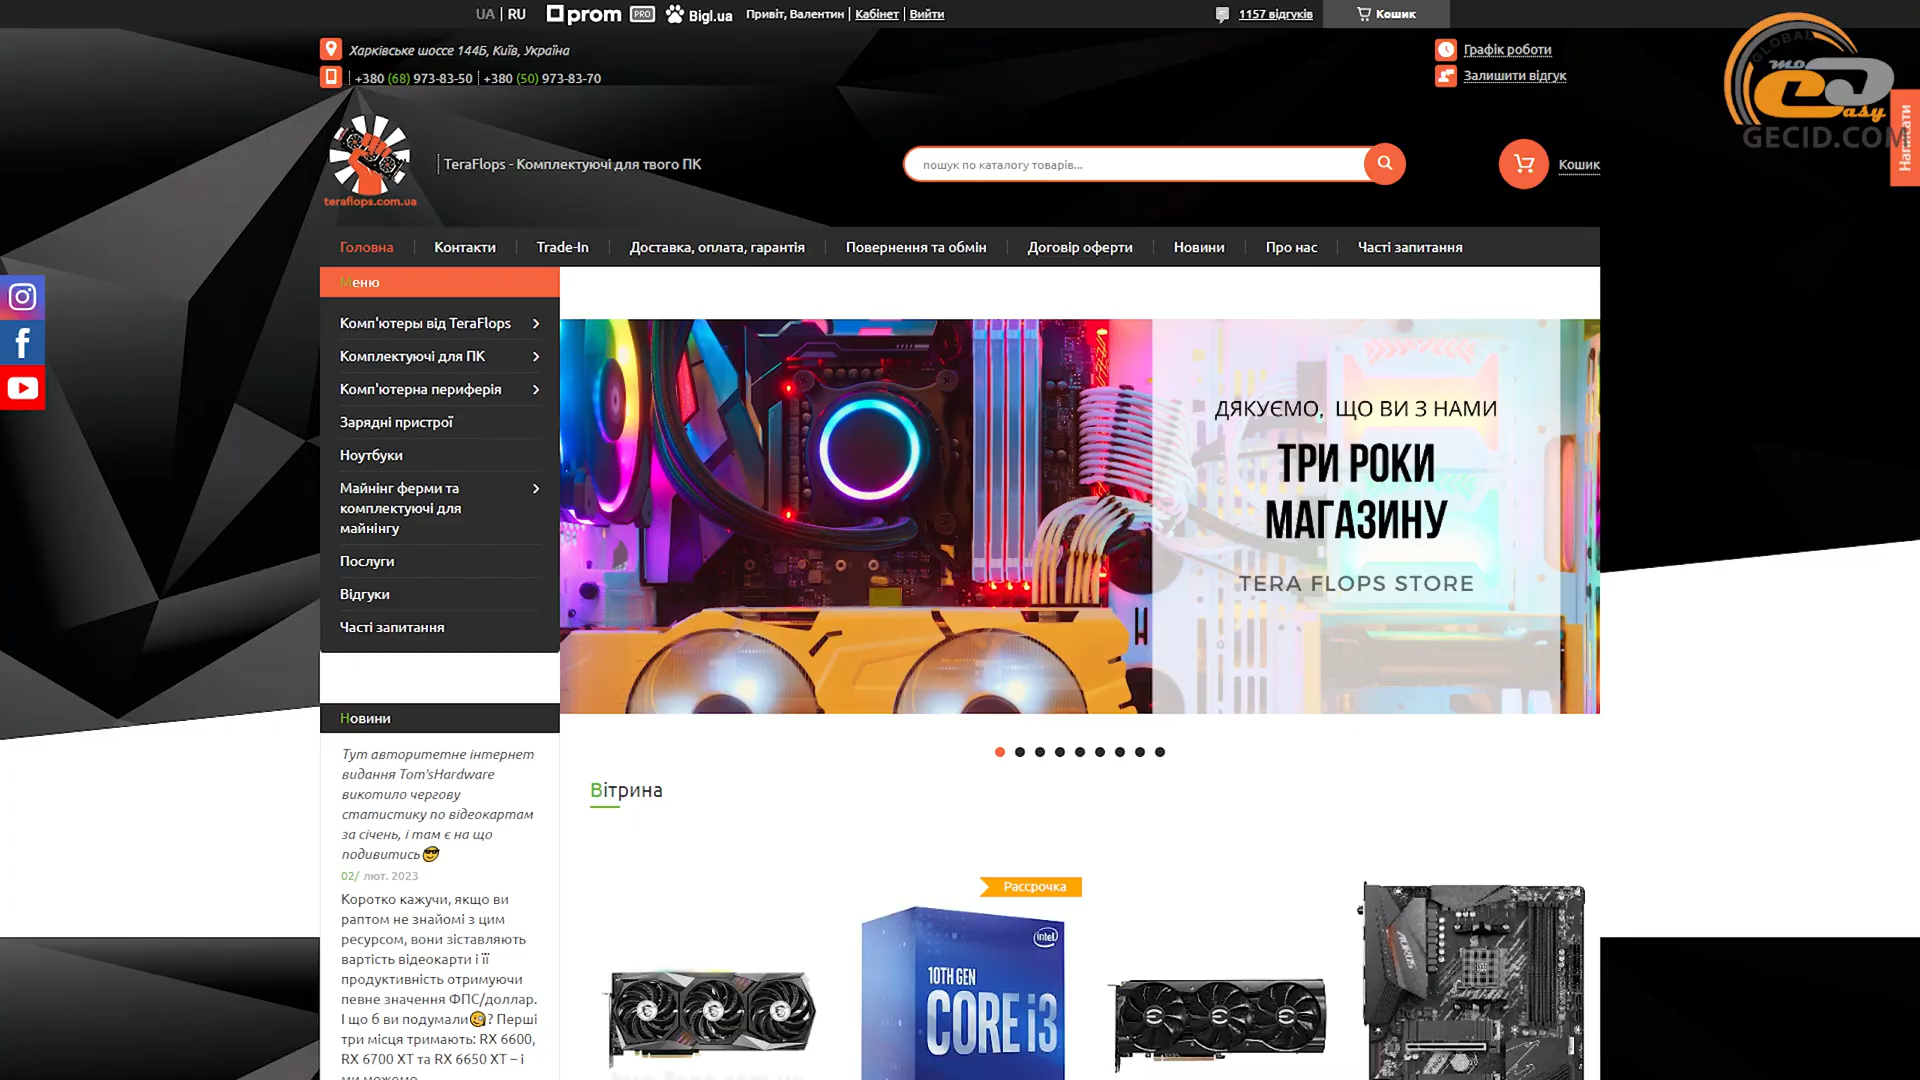 UA | RU
prom PRO
Bigl.ua
Привіт, Валентин | Кабінет | Вийти
1157 відгуків
Кошик
Харківське шоссе 144Б, Київ, Україна
+380 (68) 973-83-50
+380 (50) 973-83-70
Графік роботи
Залишити відгук
GLOBAL
easy
GECID.COM
Написати
teraflops.com.ua
TeraFlops - Комплектуючі для твого ПК
пошук по каталогу товарів...
Кошик
Головна
Контакти
Trade-In
Доставка, оплата, гарантія
Повернення та обмін
Договір оферти
Новини
Про нас
Часті запитання
Меню
Комп'ютеры від TeraFlops
Комплектуючі для ПК
Комп'ютерна периферія
Зарядні пристрої
Ноутбуки
Майнінг ферми та
комплектуючі для
майнінгу
Послуги
Відгуки
Часті запитання
ДЯКУЄМО, ЩО ВИ З НАМИ
ТРИ РОКИ
МАГАЗИНУ
TERA FLOPS STORE
Новини
Тут авторитетне інтернет
видання Tom'sHardware
викотило чергову
статистику по відеокартам
за січень, і там є на що
подивитись😎
02/ лют. 2023
Коротко кажучи, якщо ви
раптом не знайомі з цим
ресурсом, вони зіставляють
вартість відеокарти і її
продуктивність отримуючи
певне значення ФПС/доллар.
І що б ви подумали🧐? Перші
три місця тримають: RX 6600,
RX 6700 XT та RX 6650 XT – і
ми можемо
Вітрина
Рассрочка
intel
10TH GEN
CORE i3
AORUS